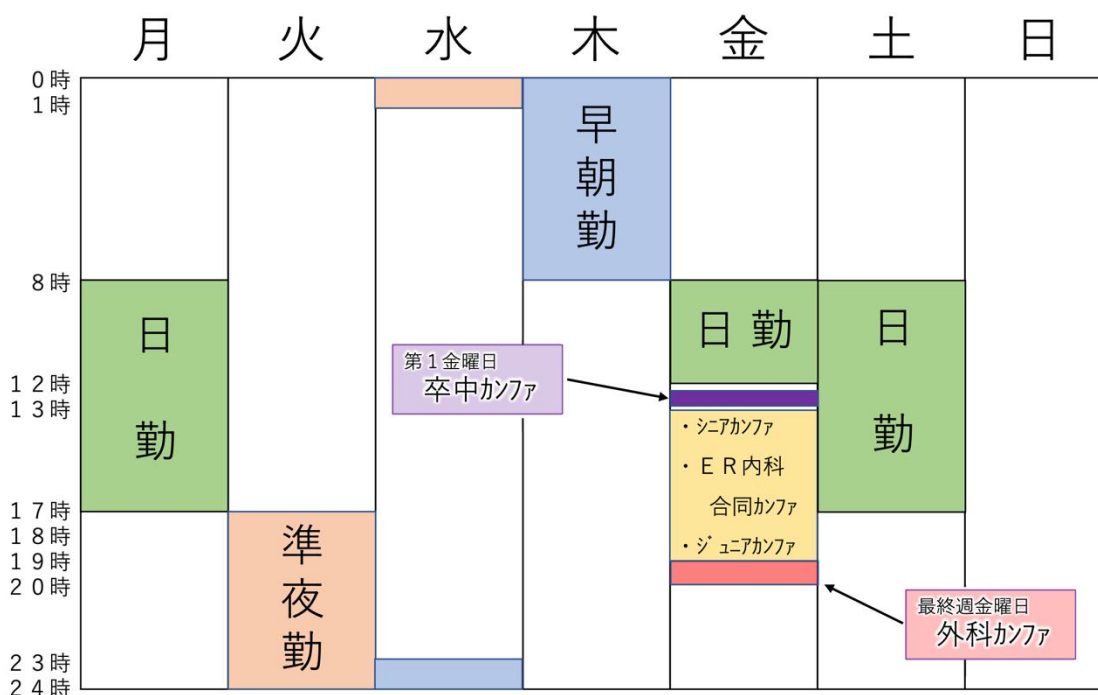 月 火 水 木 金 土 日
０時
１時
８時
１２時
１３時
１７時
１８時
１９時
２０時
２３時
２４時
日勤
準夜勤
早朝勤
日勤
第１金曜日
卒中ｶﾝﾌｧ
・ｼﾆｱｶﾝﾌｧ
・ＥＲ内科
合同ｶﾝﾌｧ
・ｼﾞｭﾆｱｶﾝﾌｧ
日勤
最終週金曜日
外科ｶﾝﾌｧ